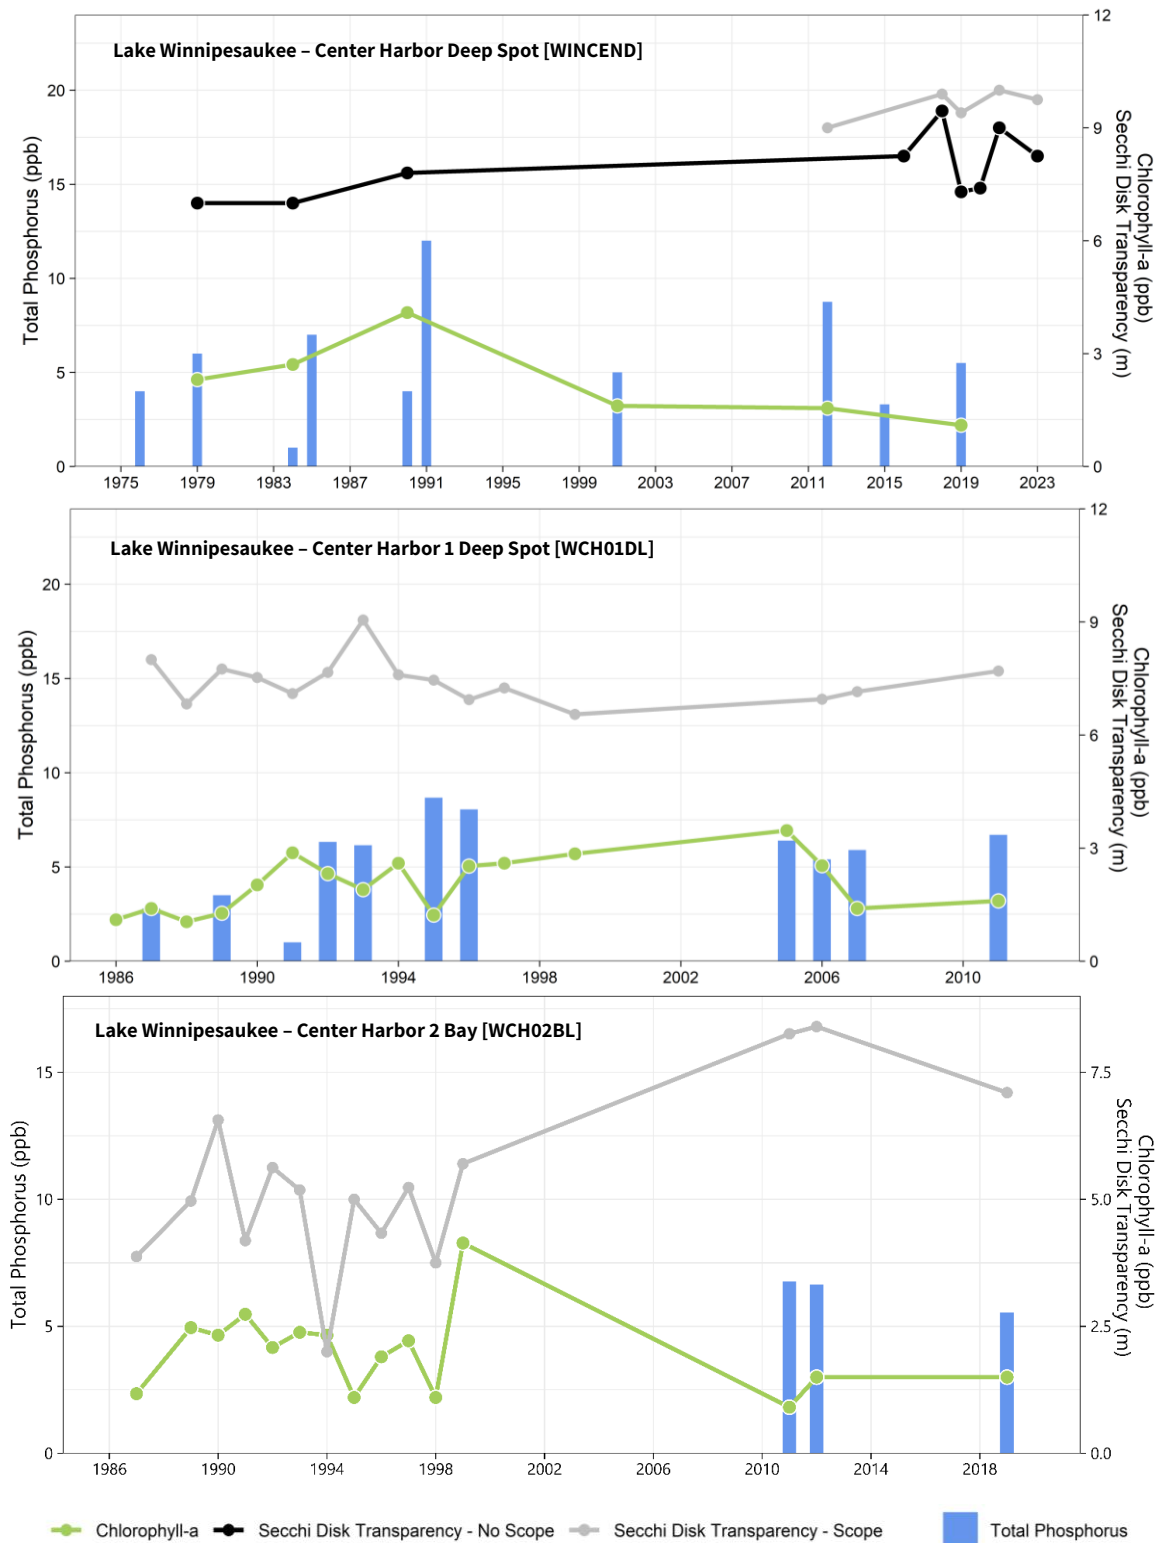 Lake Winnipesaukee – Center Harbor Deep Spot [WINCEND]
Total Phosphorus (ppb)
20
15
10
5
0
12
9
6
3
0
Chlorophyll-a (ppb)
Secchi Disk Transparency (m)
1975 1979 1983 1987 1991 1995 1999 2003 2007 2011 2015 2019 2023
Lake Winnipesaukee – Center Harbor 1 Deep Spot [WCH01DL]
Total Phosphorus (ppb)
20
15
10
5
0
12
9
6
3
0
Chlorophyll-a (ppb)
Secchi Disk Transparency (m)
1986 1990 1994 1998 2002 2006 2010
Lake Winnipesaukee – Center Harbor 2 Bay [WCH02BL]
Total Phosphorus (ppb)
15
10
5
0
7.5
5.0
2.5
0.0
Chlorophyll-a (ppb)
Secchi Disk Transparency (m)
1986 1990 1994 1998 2002 2006 2010 2014 2018
Chlorophyll-a Secchi Disk Transparency - No Scope Secchi Disk Transparency - Scope Total Phosphorus